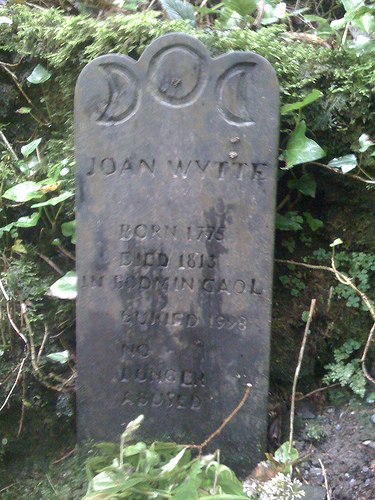 JOAN WYTTE
BORN 1775
DIED 1813
IN BODMIN GAOL
BURIED 1998
NO
LONGER
ABUSED